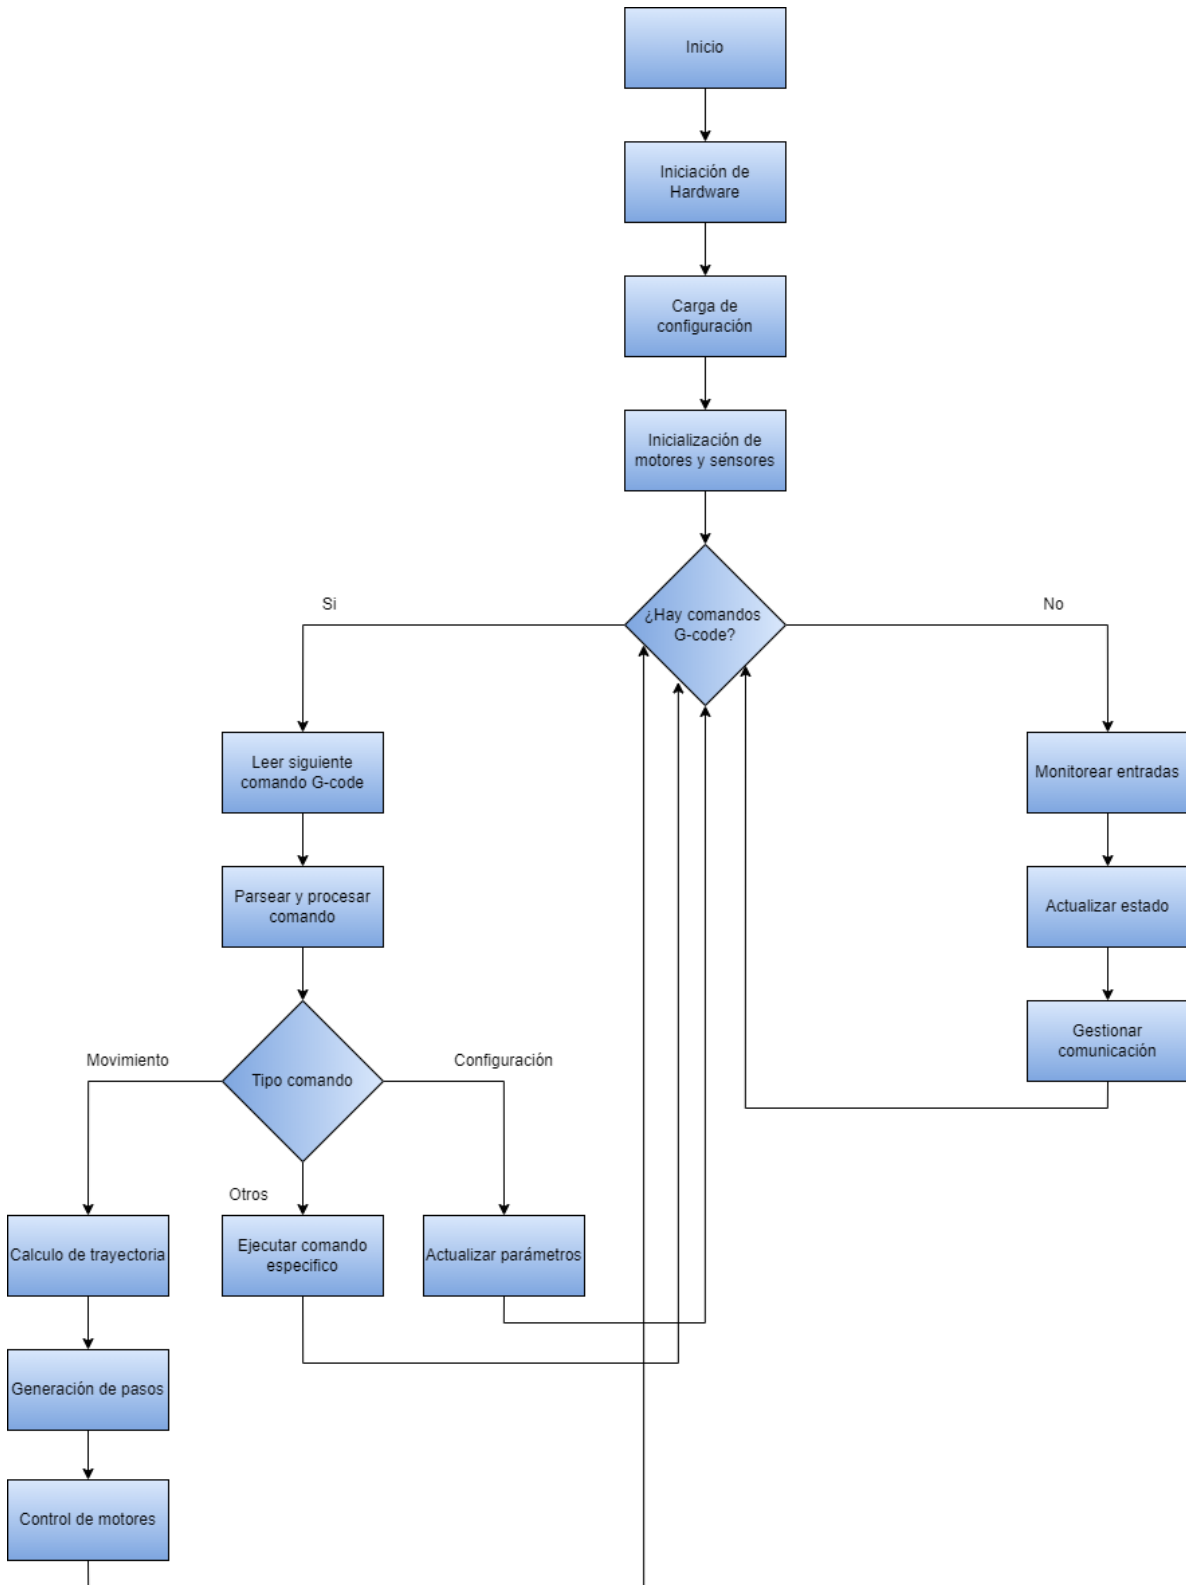 Inicio
Iniciación de
Hardware
Carga de
configuración
Inicialización de
motores y sensores
¿Hay comandos
G-code?
Si
No
Leer siguiente
comando G-code
Monitorear entradas
Parsear y procesar
comando
Actualizar estado
Tipo comando
Movimiento
Configuración
Gestionar
comunicación
Otros
Calculo de trayectoria
Ejecutar comando
especifico
Actualizar parámetros
Generación de pasos
Control de motores